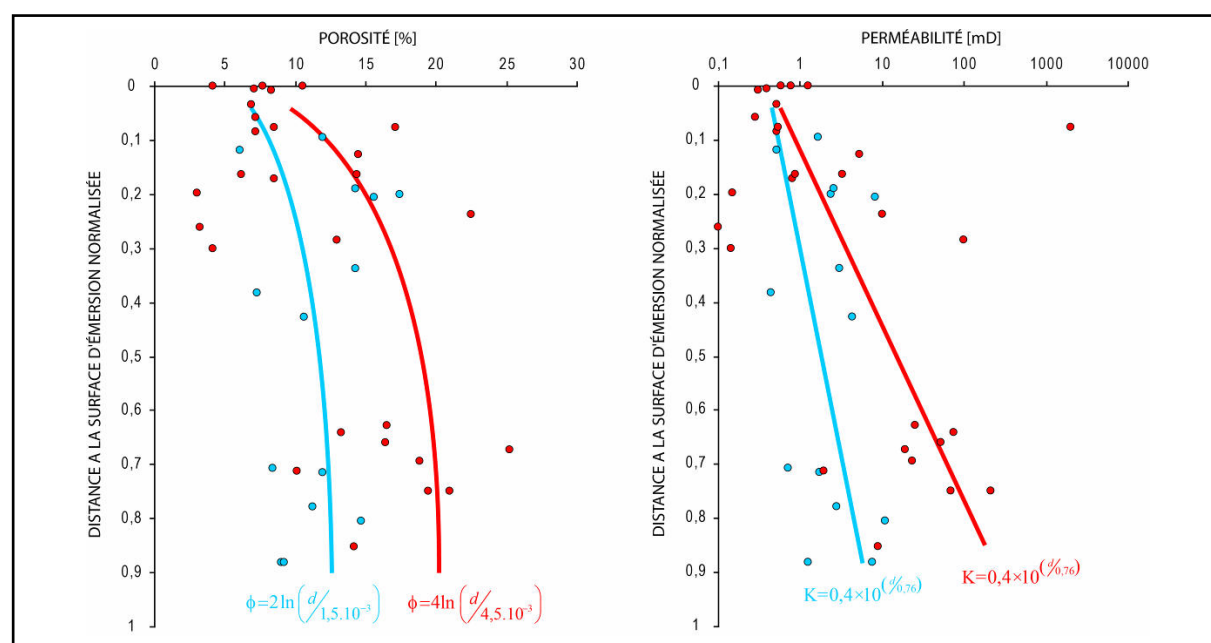 POROSITÉ [%]
0 5 10 15 20 25 30
DISTANCE A LA SURFACE D'ÉMERSION NORMALISÉE
0
0,1
0,2
0,3
0,4
0,5
0,6
0,7
0,8
0,9
1
ϕ=2ln(d/1,5.10⁻³)
ϕ=4ln(d/4,5.10⁻³)
PERMÉABILITÉ [mD]
0,1 1 10 100 1000 10000
DISTANCE A LA SURFACE D'ÉMERSION NORMALISÉE
0
0,1
0,2
0,3
0,4
0,5
0,6
0,7
0,8
0,9
1
K=0,4×10^(d/0,76)
K=0,4×10^(d/0,76)